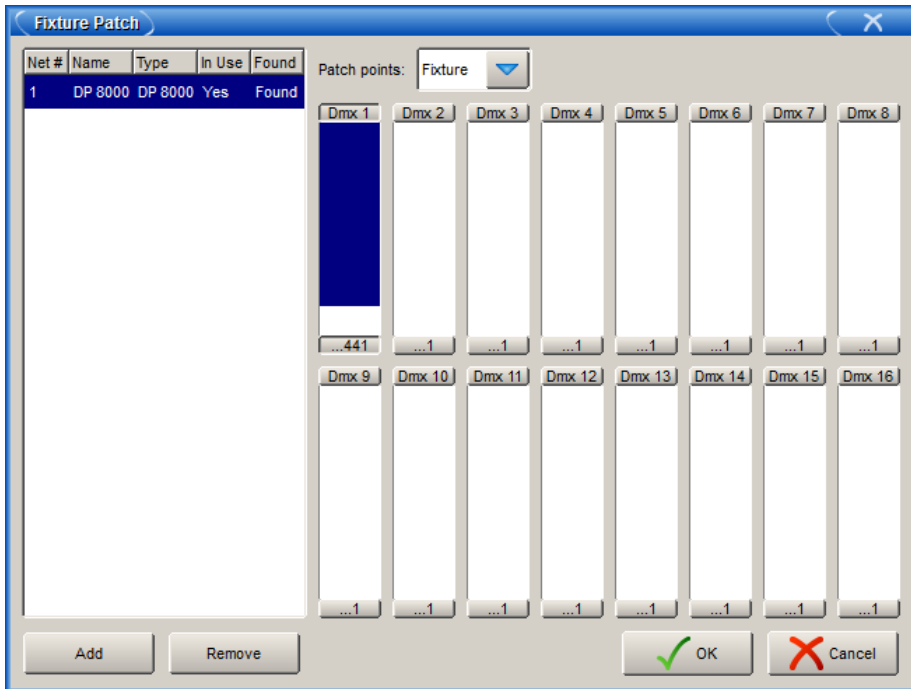 Fixture Patch
Net # Name Type In Use Found
1 DP 8000 DP 8000 Yes Found
Patch points: Fixture
Dmx 1 Dmx 2 Dmx 3 Dmx 4 Dmx 5 Dmx 6 Dmx 7 Dmx 8
...441 ...1 ...1 ...1 ...1 ...1 ...1 ...1
Dmx 9 Dmx 10 Dmx 11 Dmx 12 Dmx 13 Dmx 14 Dmx 15 Dmx 16
...1 ...1 ...1 ...1 ...1 ...1 ...1 ...1
Add Remove OK Cancel